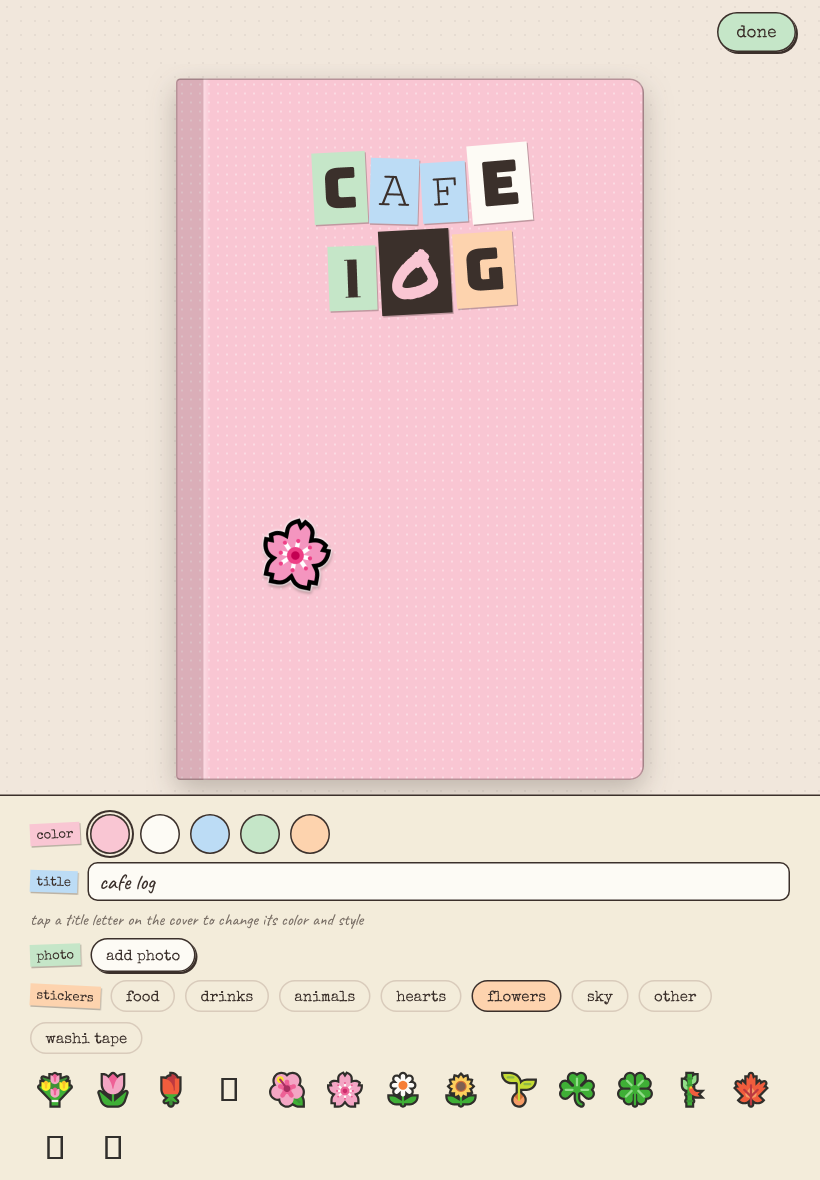 done
CAFE
lOG
color
title
cafe log
tap a title letter on the cover to change its color and style
photo
add photo
stickers
food
drinks
animals
hearts
flowers
sky
other
washi tape